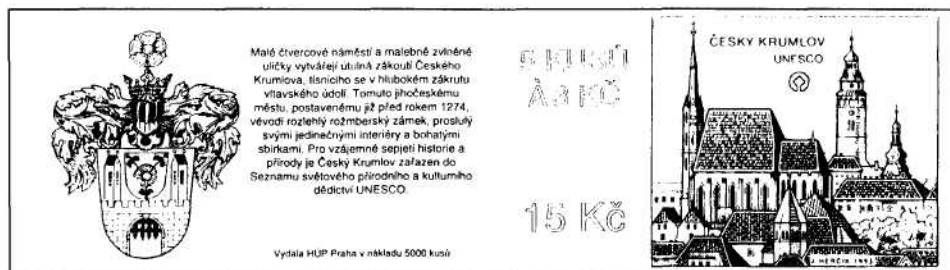 Malé čtvercové náměstí a malebně zvlněné
uličky vytvářejí útulná zákoutí Českého
Krumlova, tísnícího se v hlubokém zákrutu
vltavského údolí. Tomuto jihočeskému
městu, postavenému již před rokem 1274,
vévodí rozlehlý rožmberský zámek, proslulý
svými jedinečnými interiéry a bohatými
sbírkami. Pro vzájemné sepjetí historie a
přírody je Český Krumlov zařazen do
Seznamu světového přírodního a kulturního
dědictví UNESCO.
Vydala HÚP Praha v nákladu 5000 kusů
5 KUSŮ
À 3 KČ
15 Kč
ČESKÝ KRUMLOV
UNESCO
J. HERČÍK 1993